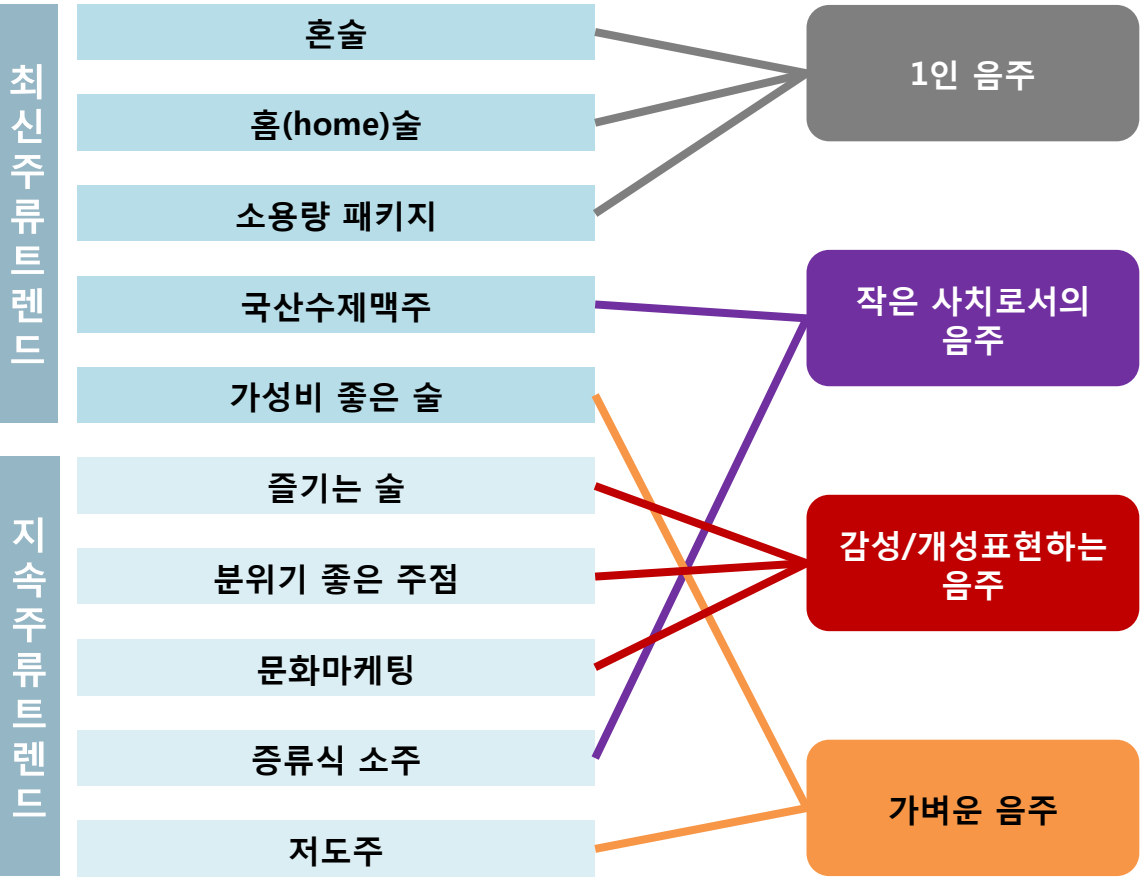 최신주류트렌드
혼술
홈(home)술
소용량 패키지
국산수제맥주
가성비 좋은 술
지속주류트렌드
즐기는 술
분위기 좋은 주점
문화마케팅
증류식 소주
저도주
1인 음주
작은 사치로서의
음주
감성/개성표현하는
음주
가벼운 음주